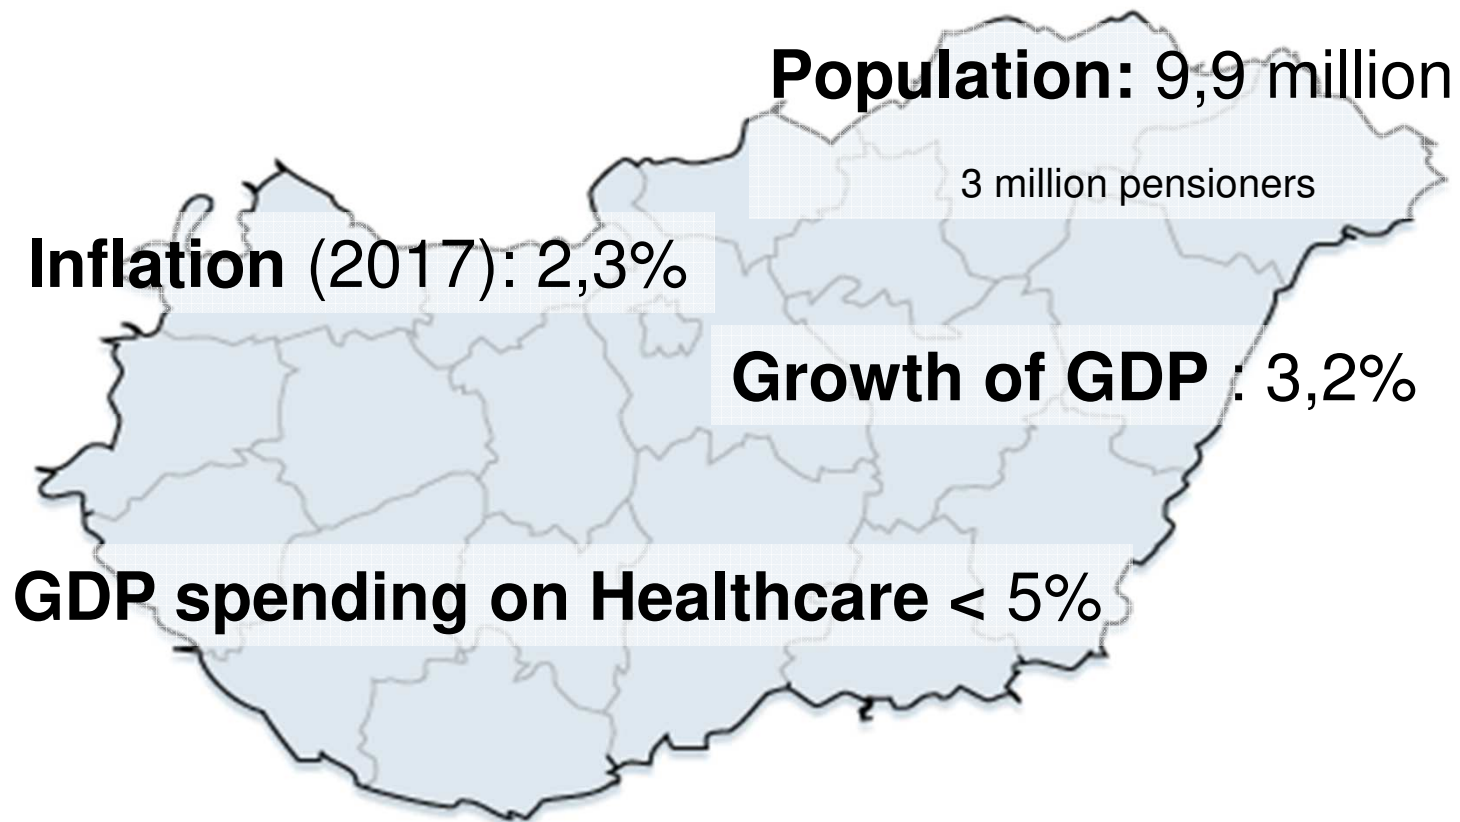 Population: 9,9 million
3 million pensioners
Inflation (2017): 2,3%
Growth of GDP : 3,2%
GDP spending on Healthcare < 5%